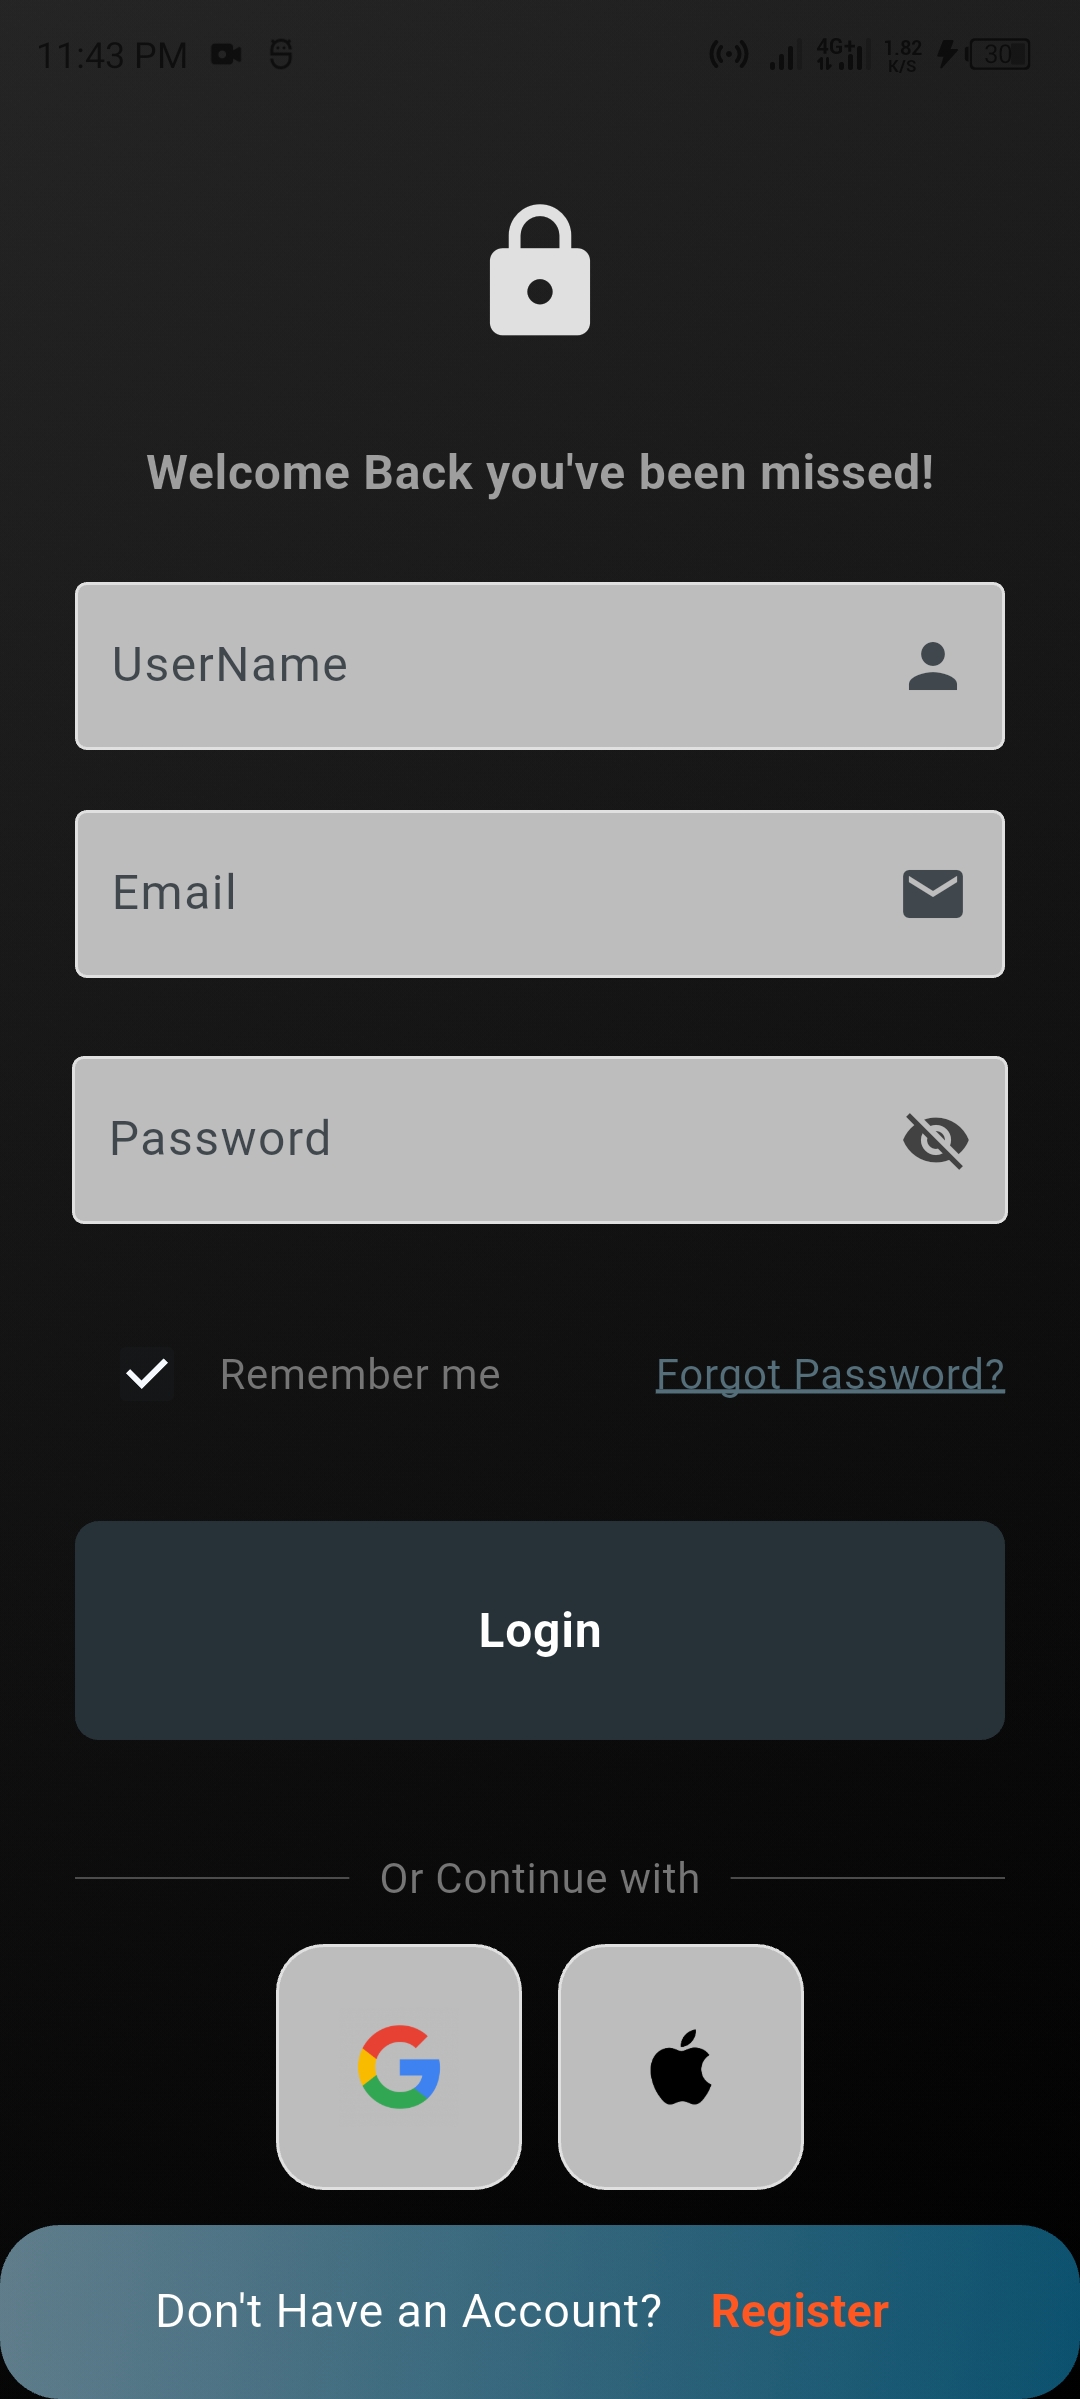 11:43 PM 4G+ 1.82 K/S 30
Welcome Back you've been missed!
UserName
Email
Password
Remember me Forgot Password?
Login
Or Continue with
Don't Have an Account? Register